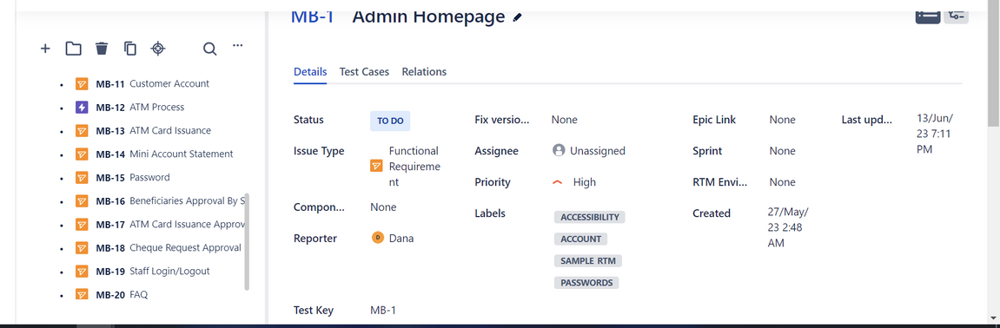 MB-1 Admin Homepage
MB-11 Customer Account
MB-12 ATM Process
MB-13 ATM Card Issuance
MB-14 Mini Account Statement
MB-15 Password
MB-16 Beneficiaries Approval By S
MB-17 ATM Card Issuance Approv
MB-18 Cheque Request Approval
MB-19 Staff Login/Logout
MB-20 FAQ
Details Test Cases Relations
Status TO DO
Issue Type Functional
Requireme
nt
Compon... None
Reporter D Dana
Fix versio... None
Assignee Unassigned
Priority High
Labels ACCESSIBILITY
ACCOUNT
SAMPLE RTM
PASSWORDS
Epic Link None
Sprint None
RTM Envi... None
Created 27/May/
23 2:48
AM
Last upd... 13/Jun/
23 7:11
PM
Test Key MB-1